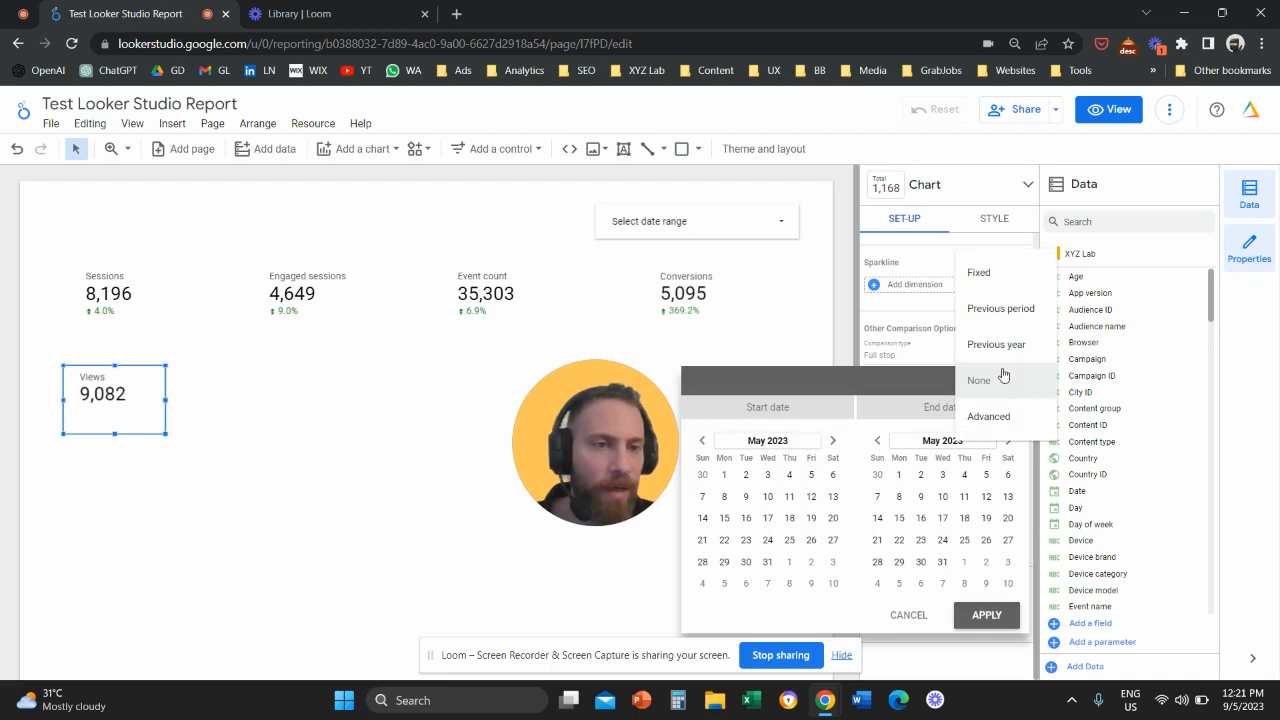 Test Looker Studio Report
Library | Loom
lookerstudio.google.com/u/0/reporting/b0388032-7d89-4ac0-9a00-6627d2918a54/page/l7fPD/edit
desc
1
OpenAI ChatGPT GD GL LN WIX YT WA Ads Analytics SEO XYZ Lab Content UX BB Media GrabJobs Websites Tools » Other bookmarks
Test Looker Studio Report
File Editing View Insert Page Arrange Resource Help
Reset Share View
Add page Add data Add a chart Add a control Theme and layout
Select date range
Sessions
8,196
4.0%
Engaged sessions
4,649
9.0%
Event count
35,303
6.9%
Conversions
5,095
369.2%
Views
9,082
Total
1,168
Chart
SET-UP STYLE
Sparkline
Add dimension
Other Comparison Optio
Comparison type
Full stop
Fixed
Previous period
Previous year
None
Advanced
Start date End dat
May 2023
Sun Mon Tue Wed Thu Fri Sat
30 1 2 3 4 5 6
7 8 9 10 11 12 13
14 15 16 17 18 19 20
21 22 23 24 25 26 27
28 29 30 31 1 2 3
4 5 6 7 8 9 10
May 2023
Sun Mon Tue Wed Thu Fri Sat
30 1 2 3 4 5 6
7 8 9 10 11 12 13
14 15 16 17 18 19 20
21 22 23 24 25 26 27
28 29 30 31 1 2 3
4 5 6 7 8 9 10
CANCEL APPLY
Data
Search
XYZ Lab
Age
App version
Audience ID
Audience name
Browser
Campaign
Campaign ID
City ID
Content group
Content ID
Content type
Country
Country ID
Date
Day
Day of week
ABC Device
ABC Device brand
ABC Device category
ABC Device model
ABC Event name
Add a field
Add a parameter
Add Data
Data
Properties
Loom – Screen Recorder & Screen Capture is sharing your screen. Stop sharing Hide
31°C
Mostly cloudy
Search
ENG
US
12:21 PM
9/5/2023